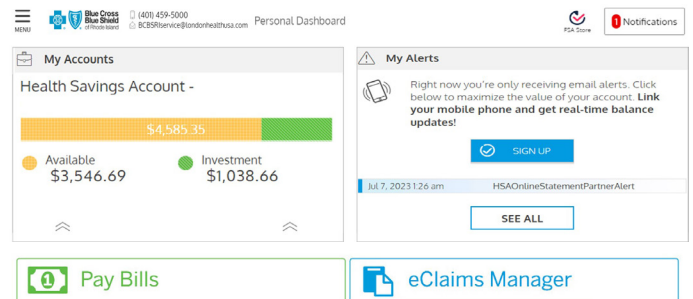 MENU
Blue Cross
Blue Shield
of Rhode Island
(401) 459-5000
BCBSRIservice@londonhealthusa.com
Personal Dashboard
FSA Store
1 Notifications
My Accounts
Health Savings Account -
$4,585.35
Available
$3,546.69
Investment
$1,038.66
My Alerts
Right now you're only receiving email alerts. Click
below to maximize the value of your account. Link
your mobile phone and get real-time balance
updates!
SIGN UP
Jul 7, 2023 1:26 am
HSAOnlineStatementPartnerAlert
SEE ALL
1 Pay Bills
eClaims Manager